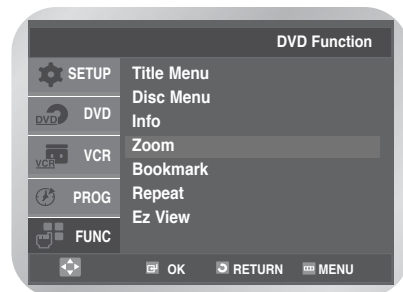 DVD Function
SETUP
DVD
DVD
VCR
VCR
PROG
FUNC
Title Menu
Disc Menu
Info
Zoom
Bookmark
Repeat
Ez View
OK RETURN MENU